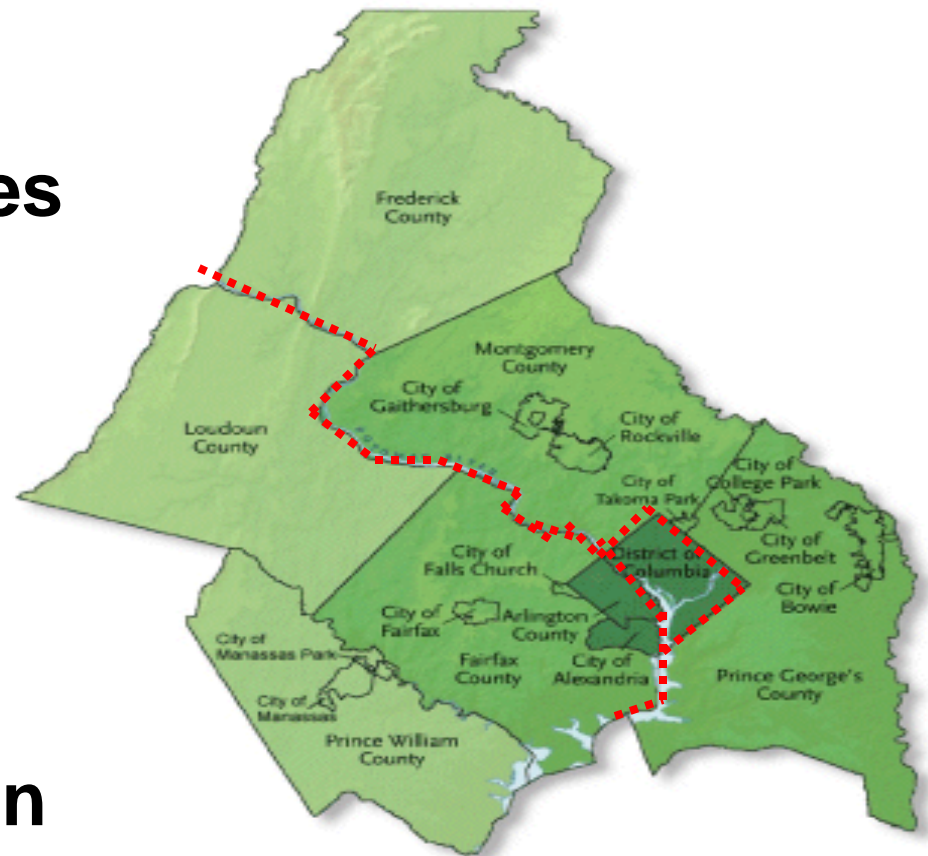 es
Frederick
County
Montgomery
County
City of
Gaithersburg
City of
Rockville
Loudoun
County
City of
College Park
City of
Takoma Park
City of
Greenbelt
District of
Columbia
City of
Falls Church
City of
Bowie
City of
Fairfax
Arlington
County
City of
Manassas Park
Fairfax
County
City of
Alexandria
Prince George's
County
City of
Manassas
Prince William
County
n